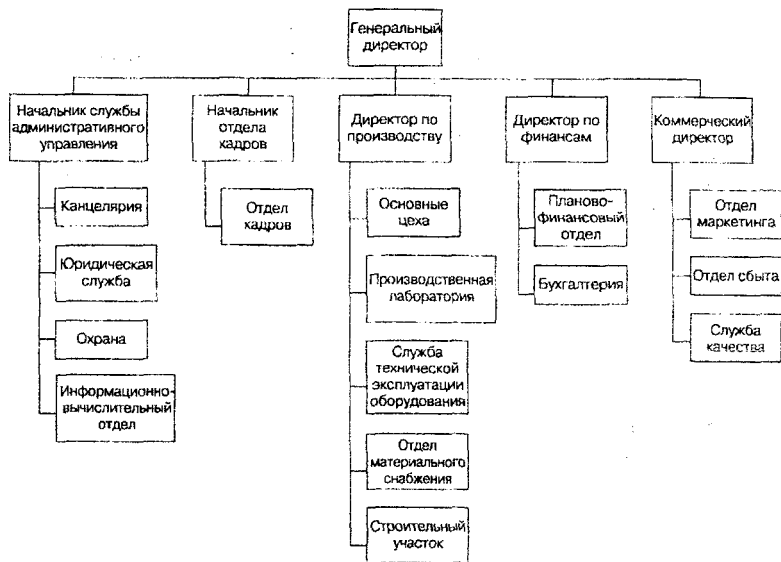 Генеральный
директор
Начальник службы
административного
управления
Начальник
отдела
кадров
Директор по
производству
Директор по
финансам
Коммерческий
директор
Канцелярия
Юридическая
служба
Охрана
Информационно-
вычислительный
отдел
Отдел
кадров
Основные
цеха
Производственная
лаборатория
Служба
технической
эксплуатации
оборудования
Отдел
материального
снабжения
Строительный
участок
Планово-
финансовый
отдел
Бухгалтерия
Отдел
маркетинга
Отдел сбыта
Служба
качества